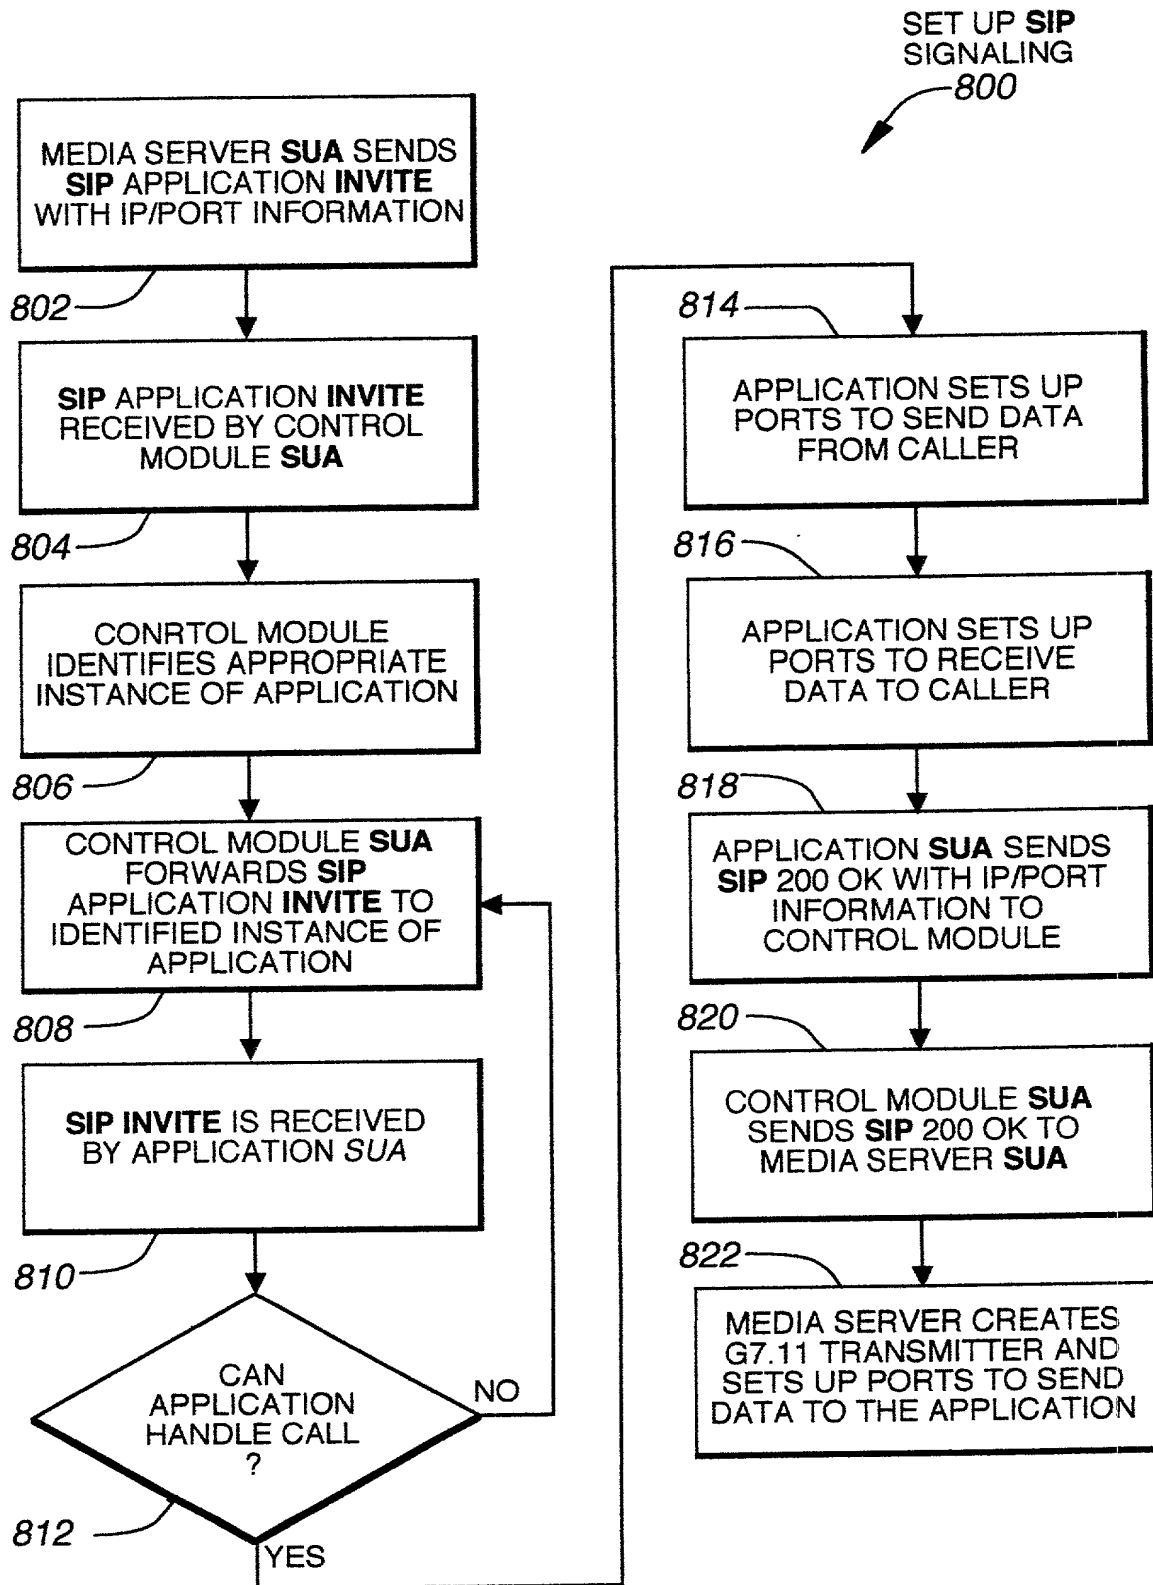 SET UP SIP
SIGNALING
800
MEDIA SERVER SUA SENDS
SIP APPLICATION INVITE
WITH IP/PORT INFORMATION
802
SIP APPLICATION INVITE
RECEIVED BY CONTROL
MODULE SUA
804
CONRTOL MODULE
IDENTIFIES APPROPRIATE
INSTANCE OF APPLICATION
806
CONTROL MODULE SUA
FORWARDS SIP
APPLICATION INVITE TO
IDENTIFIED INSTANCE OF
APPLICATION
808
SIP INVITE IS RECEIVED
BY APPLICATION SUA
810
CAN
APPLICATION
HANDLE CALL
?
NO
812
YES
814
APPLICATION SETS UP
PORTS TO SEND DATA
FROM CALLER
816
APPLICATION SETS UP
PORTS TO RECEIVE
DATA TO CALLER
818
APPLICATION SUA SENDS
SIP 200 OK WITH IP/PORT
INFORMATION TO
CONTROL MODULE
820
CONTROL MODULE SUA
SENDS SIP 200 OK TO
MEDIA SERVER SUA
822
MEDIA SERVER CREATES
G7.11 TRANSMITTER AND
SETS UP PORTS TO SEND
DATA TO THE APPLICATION